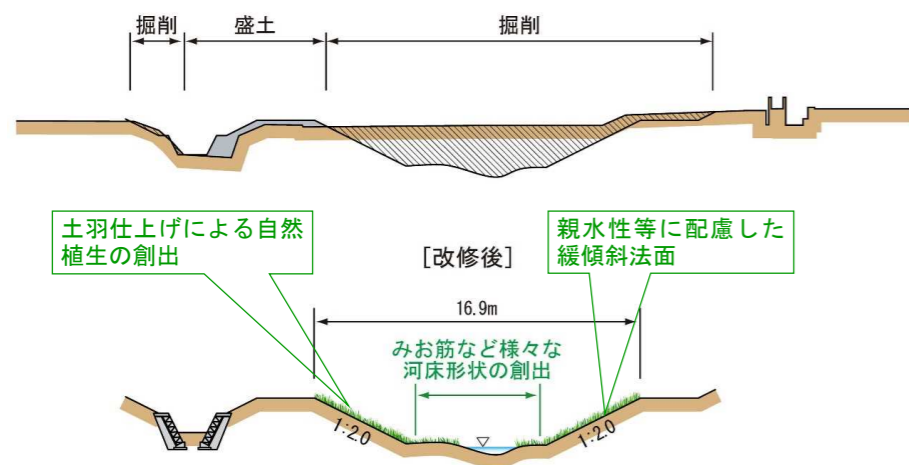 掘削
盛土
掘削
土羽仕上げによる自然
植生の創出
親水性等に配慮した
緩傾斜法面
[改修後]
16.9m
みお筋など様々な
河床形状の創出
1:2.0
1:2.0